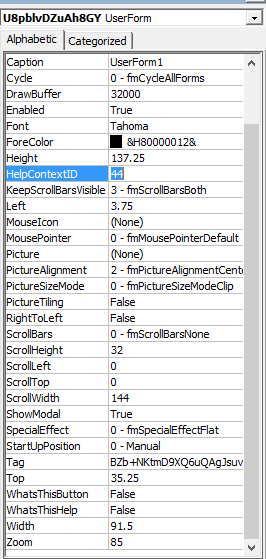 U8pblvDZuAh8GY UserForm
Alphabetic Categorized
Caption UserForm1
Cycle 0 - fmCycleAllForms
DrawBuffer 32000
Enabled True
Font Tahoma
ForeColor &H80000012&
Height 137.25
HelpContextID 44
KeepScrollBarsVisible 3 - fmScrollBarsBoth
Left 3.75
MouseIcon (None)
MousePointer 0 - fmMousePointerDefault
Picture (None)
PictureAlignment 2 - fmPictureAlignmentCente
PictureSizeMode 0 - fmPictureSizeModeClip
PictureTiling False
RightToLeft False
ScrollBars 0 - fmScrollBarsNone
ScrollHeight 32
ScrollLeft 0
ScrollTop 0
ScrollWidth 144
ShowModal True
SpecialEffect 0 - fmSpecialEffectFlat
StartUpPosition 0 - Manual
Tag BZb+NKtmD9XQ6uQAgJsuv
Top 35.25
WhatsThisButton False
WhatsThisHelp False
Width 91.5
Zoom 85